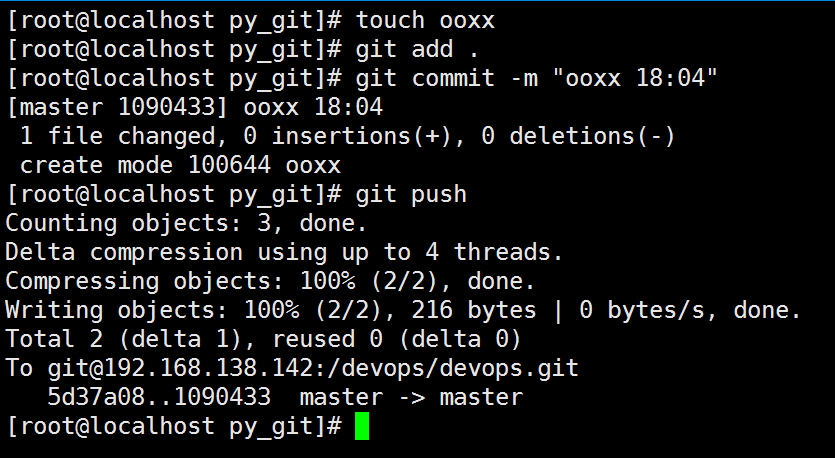 [root@localhost py_git]# touch ooxx
[root@localhost py_git]# git add .
[root@localhost py_git]# git commit -m "ooxx 18:04"
[master 1090433] ooxx 18:04
 1 file changed, 0 insertions(+), 0 deletions(-)
 create mode 100644 ooxx
[root@localhost py_git]# git push
Counting objects: 3, done.
Delta compression using up to 4 threads.
Compressing objects: 100% (2/2), done.
Writing objects: 100% (2/2), 216 bytes | 0 bytes/s, done.
Total 2 (delta 1), reused 0 (delta 0)
To git@192.168.138.142:/devops/devops.git
   5d37a08..1090433  master -> master
[root@localhost py_git]#